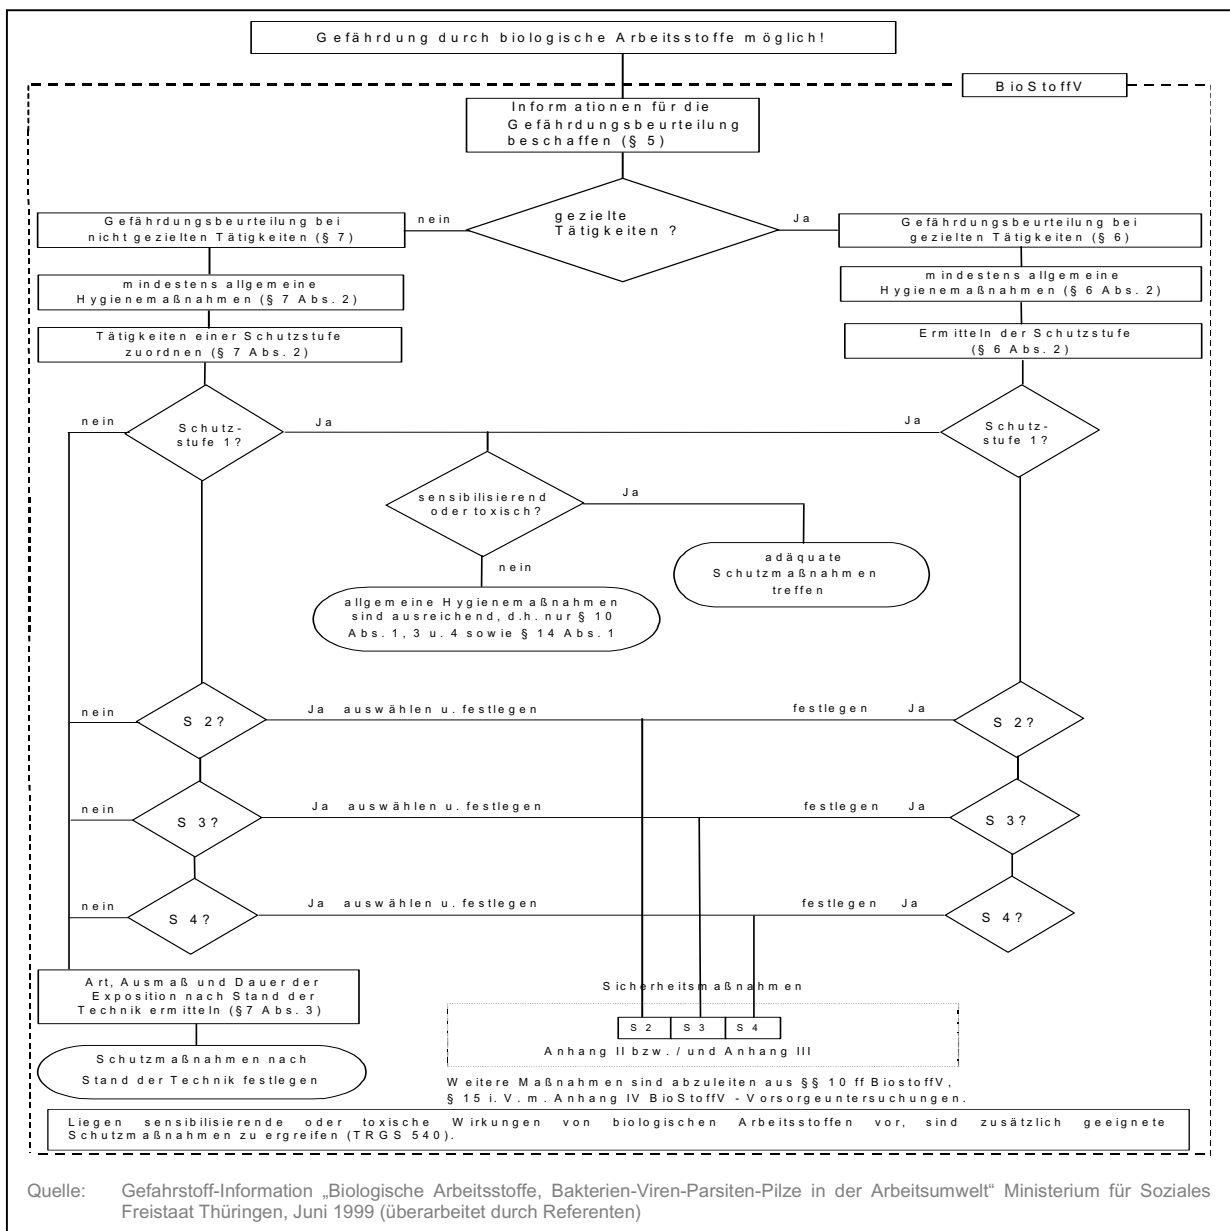 Gefährdung durch biologische Arbeitsstoffe möglich!
BioStoffV
Informationen für die
Gefährdungsbeurteilung
beschaffen (§ 5)
nein
gezielte
Tätigkeiten ?
Ja
Gefährdungsbeurteilung bei
nicht gezielten Tätigkeiten (§ 7)
Gefährdungsbeurteilung bei
gezielten Tätigkeiten (§ 6)
mindestens allgemeine
Hygienemaßnahmen (§ 7 Abs. 2)
mindestens allgemeine
Hygienemaßnahmen (§ 6 Abs. 2)
Tätigkeiten einer Schutzstufe
zuordnen (§ 7 Abs. 2)
Ermitteln der Schutzstufe
(§ 6 Abs. 2)
nein
Schutz-
stufe 1?
Ja
Ja
Schutz-
stufe 1?
sensibilisierend
oder toxisch?
Ja
nein
adäquate
Schutzmaßnahmen
treffen
allgemeine Hygienemaßnahmen
sind ausreichend, d.h. nur § 10
Abs. 1, 3 u. 4 sowie § 14 Abs. 1
nein
S 2?
Ja auswählen u. festlegen
festlegen Ja
S 2?
nein
S 3?
Ja auswählen u. festlegen
festlegen Ja
S 3?
nein
S 4?
Ja auswählen u. festlegen
festlegen Ja
S 4?
Art, Ausmaß und Dauer der
Exposition nach Stand der
Technik ermitteln (§7 Abs. 3)
Sicherheitsmaßnahmen
S 2 S 3 S 4
Anhang II bzw. / und Anhang III
Schutzmaßnahmen nach
Stand der Technik festlegen
Weitere Maßnahmen sind abzuleiten aus §§ 10 ff BiostoffV,
§ 15 i. V. m. Anhang IV BioStoffV - Vorsorgeuntersuchungen.
Liegen sensibilisierende oder toxische Wirkungen von biologischen Arbeitsstoffen vor, sind zusätzlich geeignete
Schutzmaßnahmen zu ergreifen (TRGS 540).
Quelle: Gefahrstoff-Information „Biologische Arbeitsstoffe, Bakterien-Viren-Parsiten-Pilze in der Arbeitsumwelt“ Ministerium für Soziales
Freistaat Thüringen, Juni 1999 (überarbeitet durch Referenten)